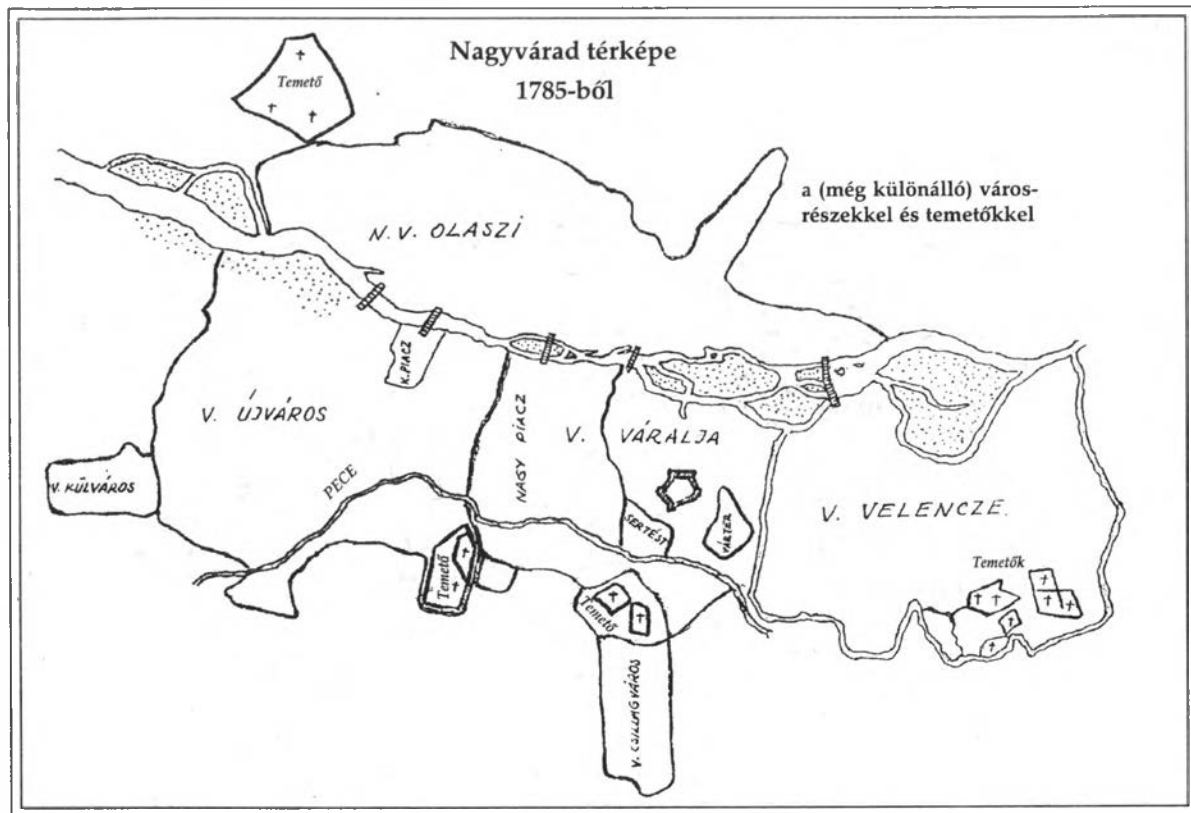 Nagyvárad térképe
1785-ből
Temető
a (még különálló) város-
részekkel és temetőkkel
N.V. OLASZI
K.PIACZ
V. ÚJVÁROS
NAGY PIACZ
V. VÁRALJA
V. KÜLVÁROS
PECE
SERTÉST
VÁRTÉR
V. VELENCZE.
Temető
Temető
Temetők
V. CSILLAGVÁROS